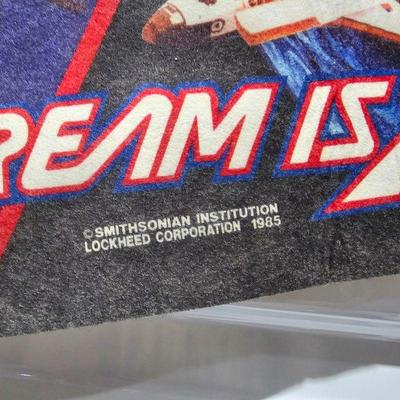 REAM IS A
© SMITHSONIAN INSTITUTION
LOCKHEED CORPORATION 1985